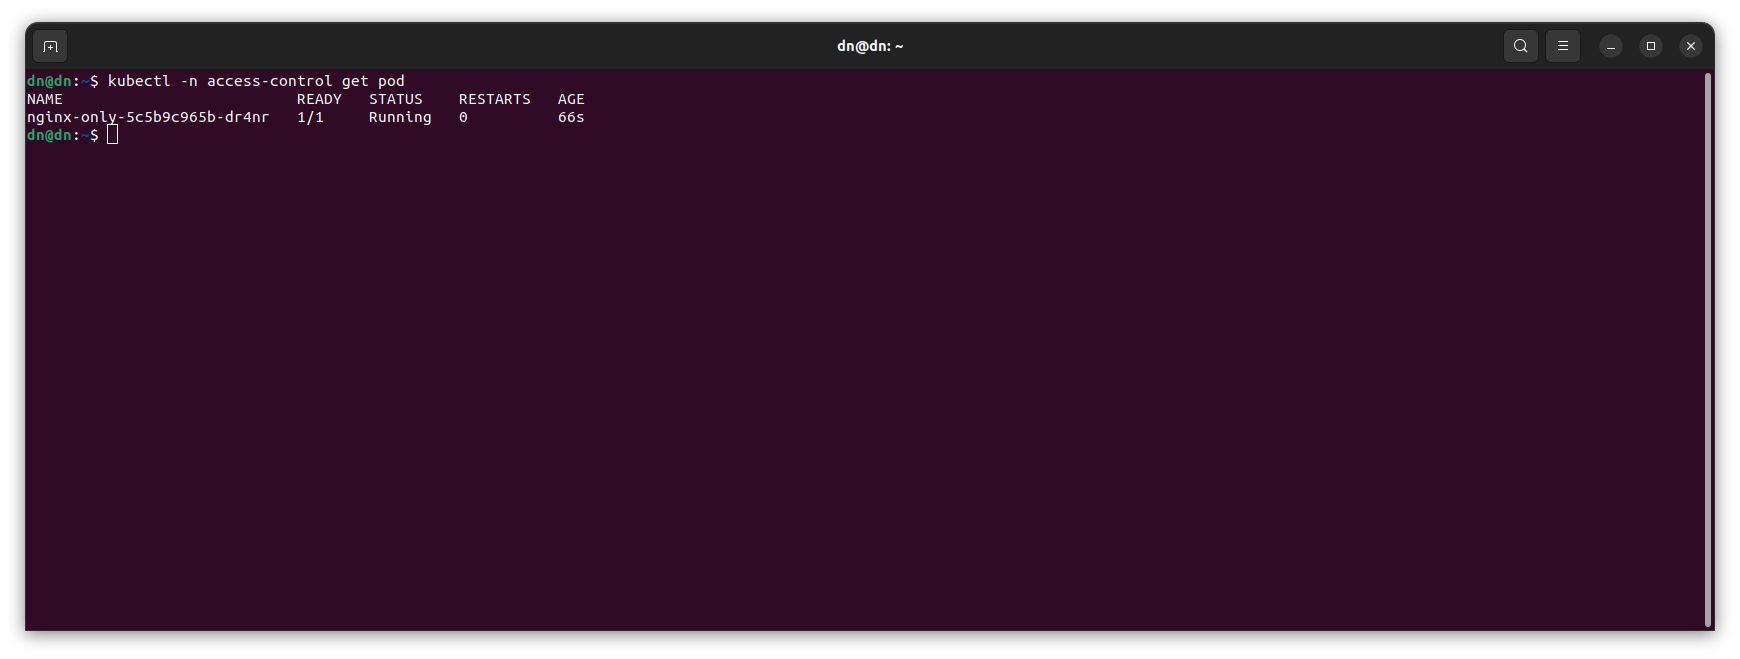 dn@dn: ~
dn@dn:~$ kubectl -n access-control get pod
NAME                          READY   STATUS    RESTARTS   AGE
nginx-only-5c5b9c965b-dr4nr   1/1     Running   0          66s
dn@dn:~$